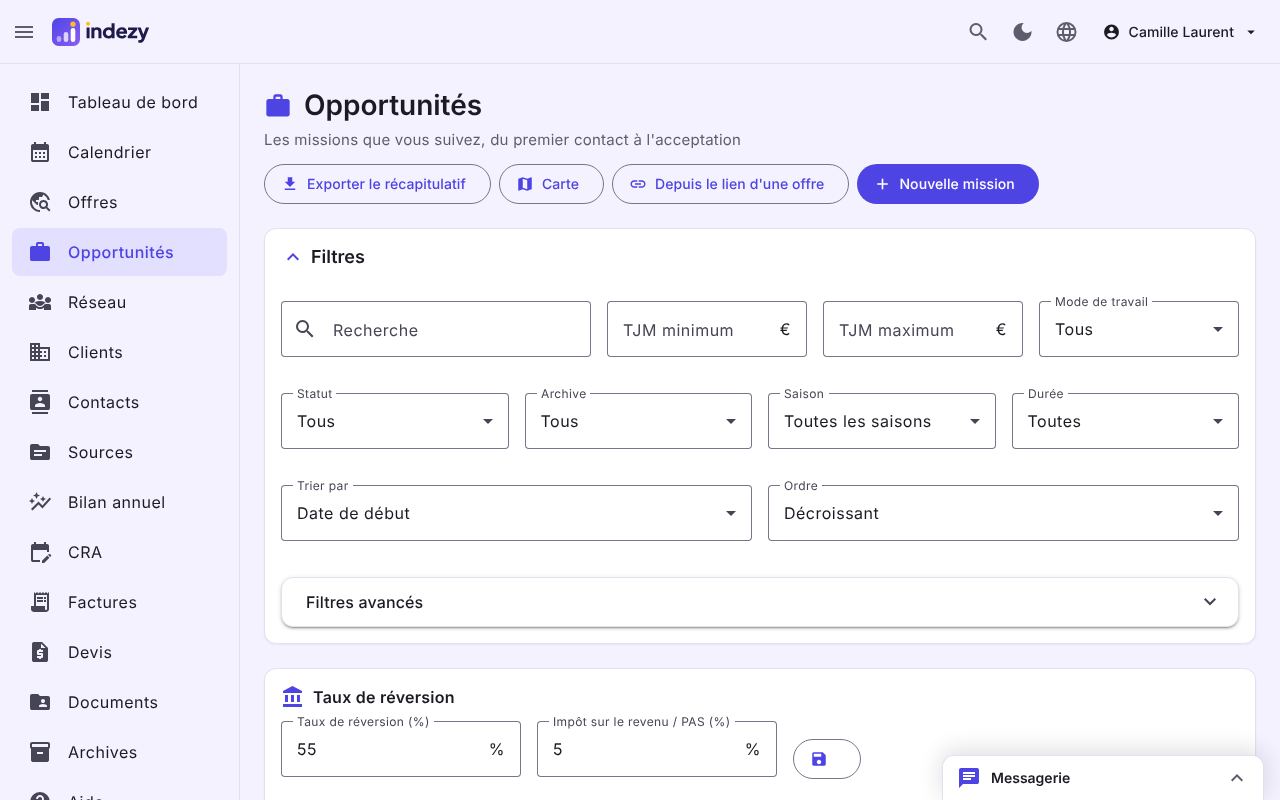 indezy
Camille Laurent
Tableau de bord
Calendrier
Offres
Opportunités
Réseau
Clients
Contacts
Sources
Bilan annuel
CRA
Factures
Devis
Documents
Archives
Opportunités
Les missions que vous suivez, du premier contact à l'acceptation
Exporter le récapitulatif
Carte
Depuis le lien d'une offre
Nouvelle mission
Filtres
Recherche
TJM minimum €
TJM maximum €
Mode de travail
Tous
Statut
Tous
Archive
Tous
Saison
Toutes les saisons
Durée
Toutes
Trier par
Date de début
Ordre
Décroissant
Filtres avancés
Taux de réversion
Taux de réversion (%)
55 %
Impôt sur le revenu / PAS (%)
5 %
Messagerie